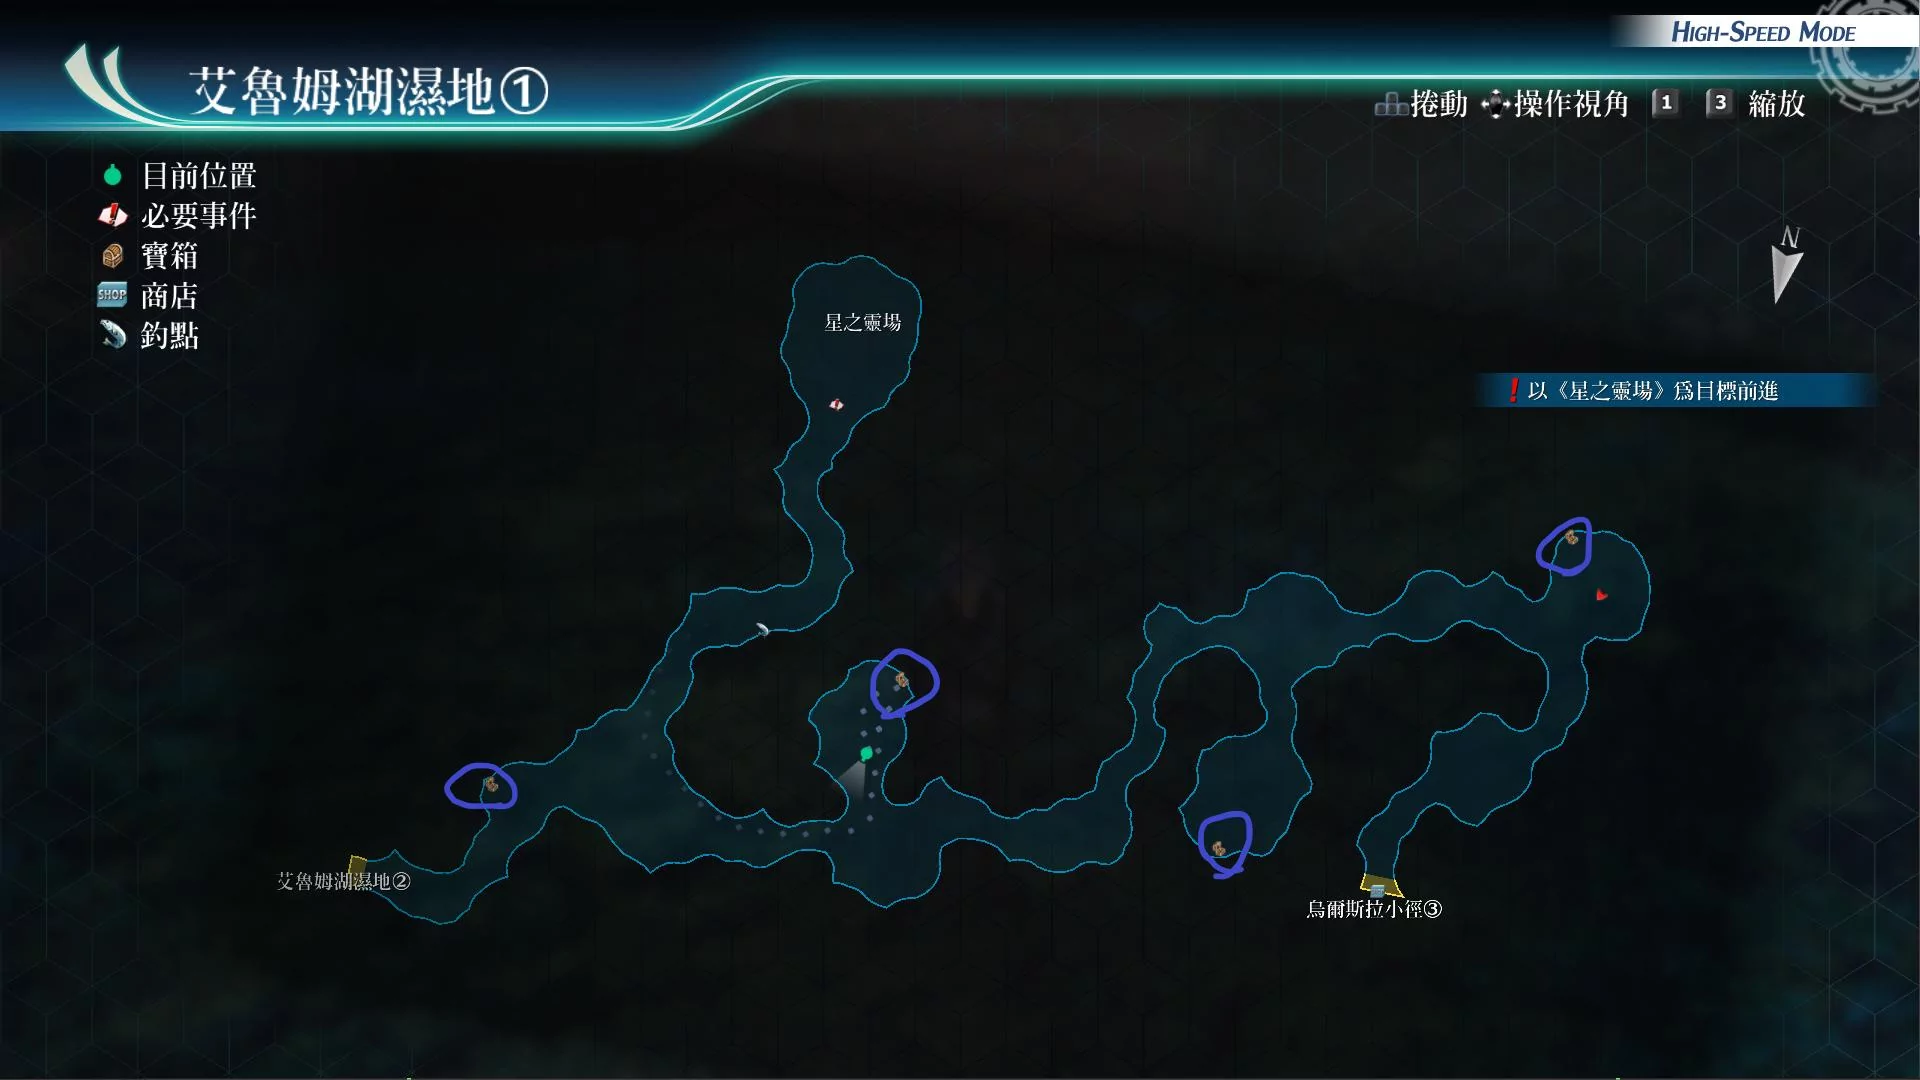 HIGH-SPEED MODE
艾魯姆湖濕地①
捲動 操作視角 1 3 縮放
目前位置
必要事件
寶箱
SHOP 商店
釣點
N
星之靈場
! 以《星之靈場》爲目標前進
艾魯姆湖濕地②
烏爾斯拉小徑③